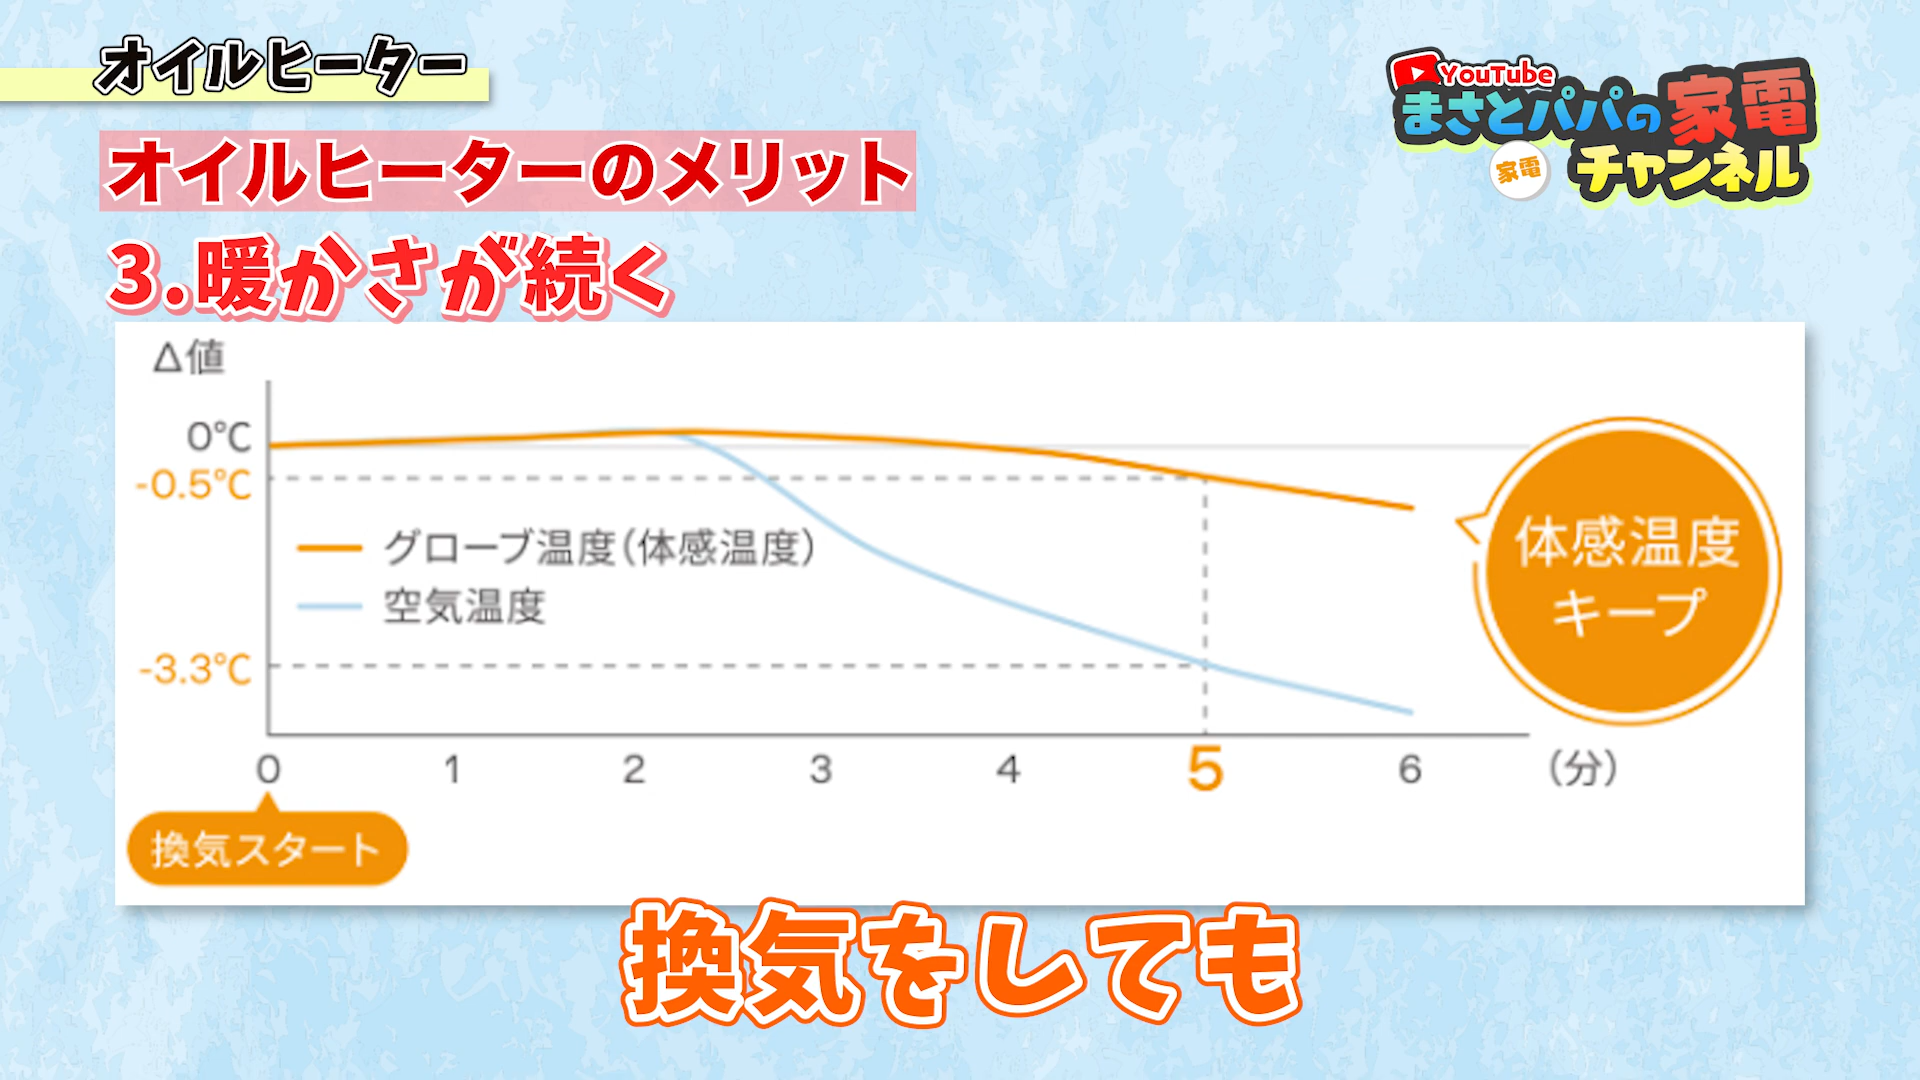 オイルヒーター
YouTube
まさとパパの家電
家電
チャンネル
オイルヒーターのメリット
3.暖かさが続く
Δ値
0℃
-0.5℃
グローブ温度(体感温度)
空気温度
-3.3℃
体感温度
キープ
0 1 2 3 4 5 6 (分)
換気スタート
換気をしても